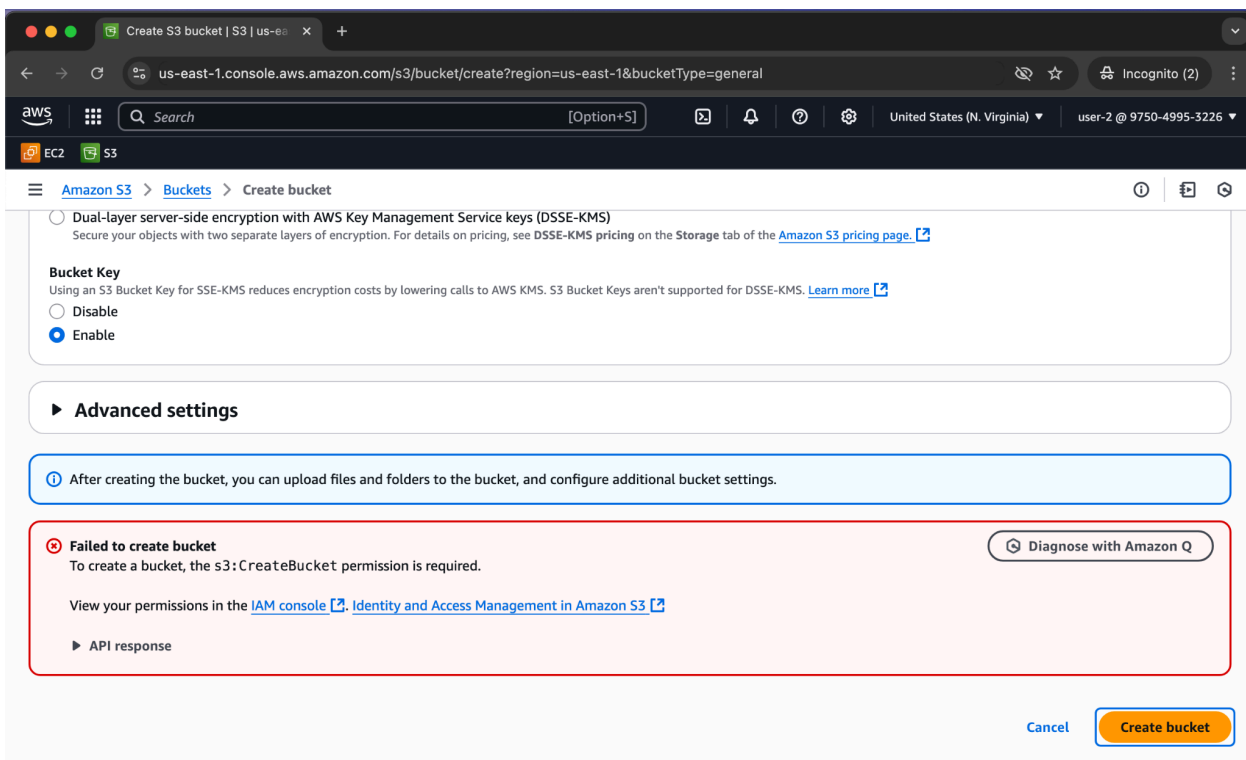 Create S3 bucket | S3 | us-ea
us-east-1.console.aws.amazon.com/s3/bucket/create?region=us-east-1&bucketType=general
Incognito (2)
aws
Search
[Option+S]
United States (N. Virginia)
user-2 @ 9750-4995-3226
EC2
S3
Amazon S3 > Buckets > Create bucket
Dual-layer server-side encryption with AWS Key Management Service keys (DSSE-KMS)
Secure your objects with two separate layers of encryption. For details on pricing, see DSSE-KMS pricing on the Storage tab of the Amazon S3 pricing page.
Bucket Key
Using an S3 Bucket Key for SSE-KMS reduces encryption costs by lowering calls to AWS KMS. S3 Bucket Keys aren't supported for DSSE-KMS. Learn more
Disable
Enable
Advanced settings
After creating the bucket, you can upload files and folders to the bucket, and configure additional bucket settings.
Failed to create bucket
Diagnose with Amazon Q
To create a bucket, the s3:CreateBucket permission is required.
View your permissions in the IAM console. Identity and Access Management in Amazon S3
API response
Cancel
Create bucket